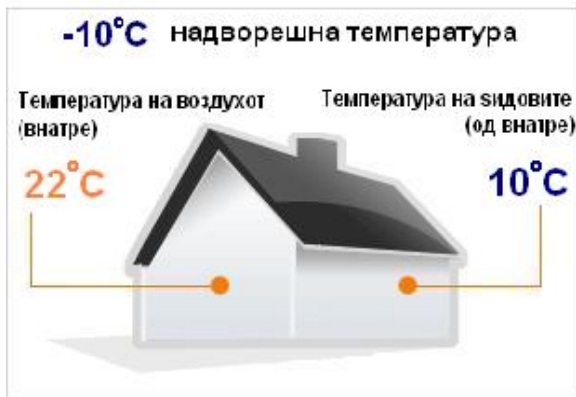 -10°C надворешна температура
Температура на воздухот
(внатре)
22°C
Температура на ѕидовите
(од внатре)
10°C